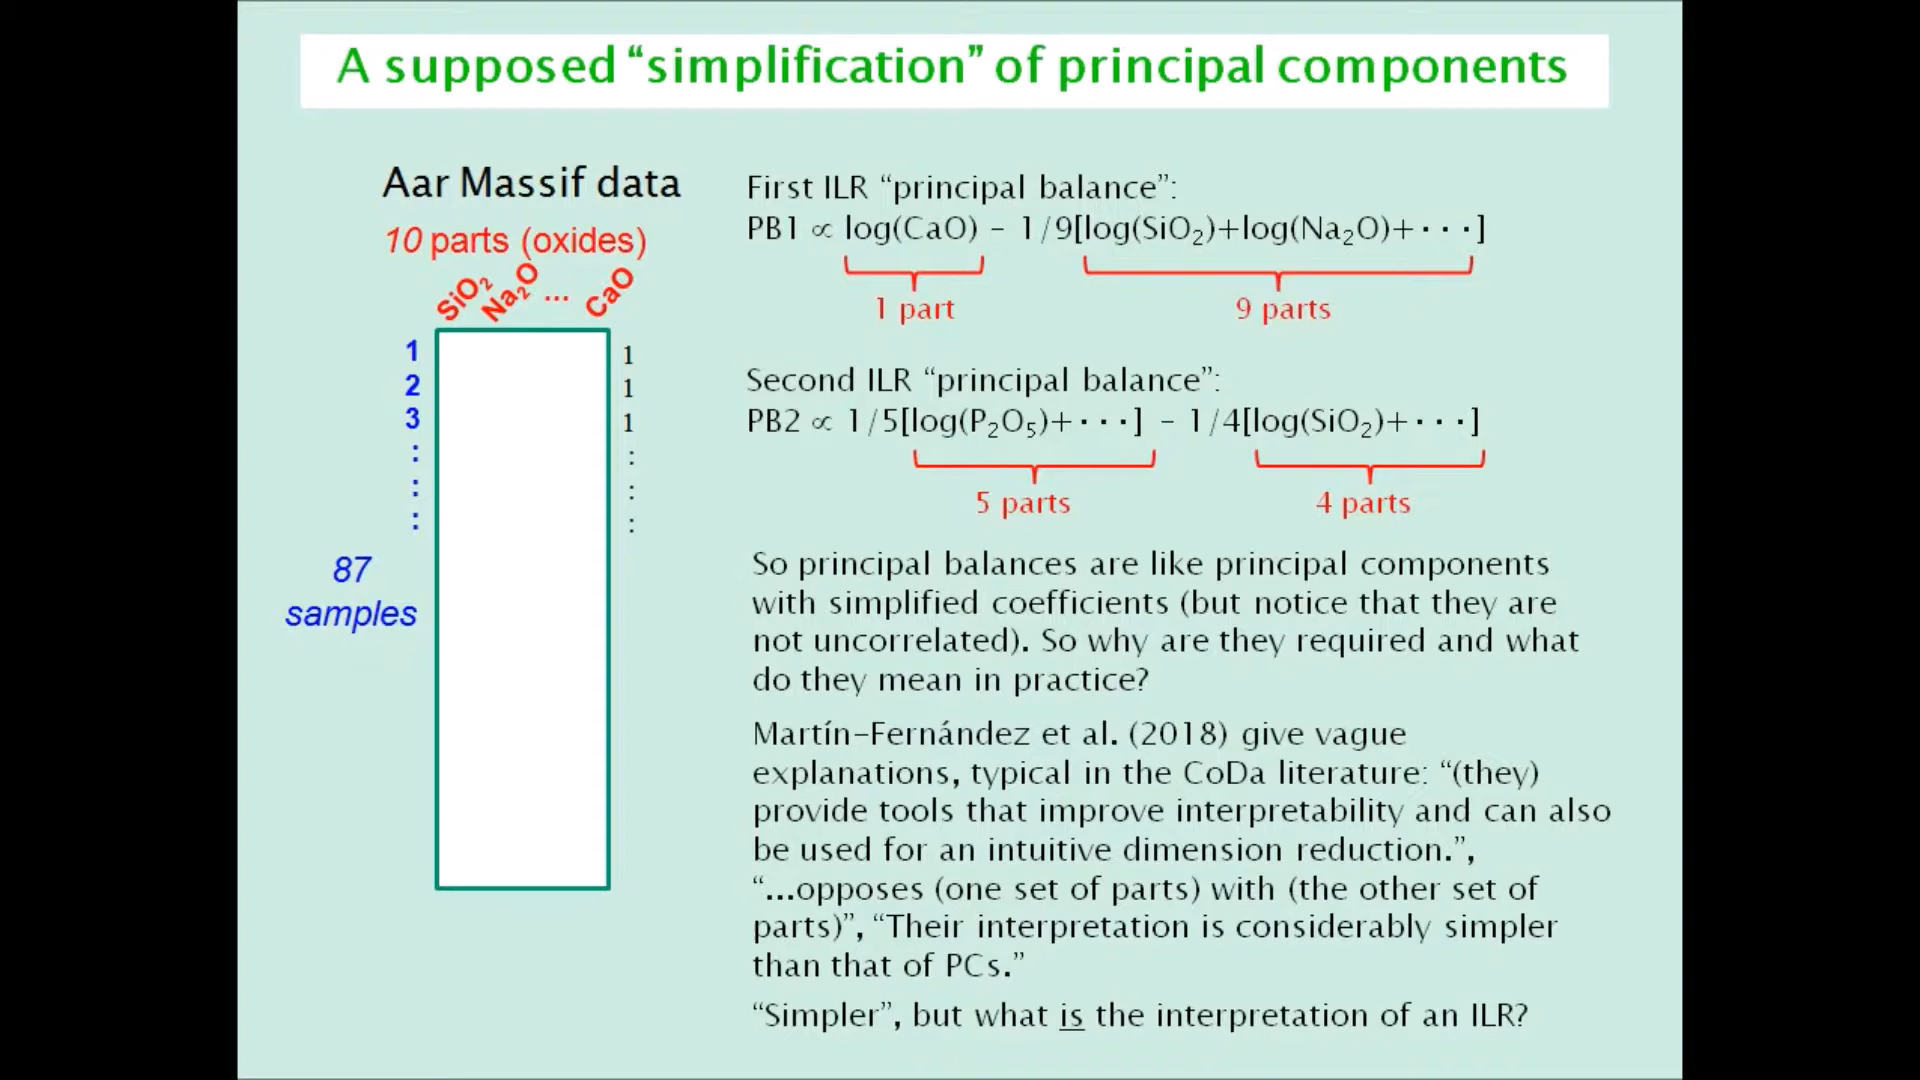 A supposed “simplification” of principal components
Aar Massif data
10 parts (oxides)
SiO₂ Na₂O ... CaO
1 1
2 1
3 1
: :
: :
: :
87
samples
First ILR “principal balance”:
PB1 ∝ log(CaO) – 1/9[log(SiO₂)+log(Na₂O)+···]
1 part 9 parts
Second ILR “principal balance”:
PB2 ∝ 1/5[log(P₂O₅)+···] – 1/4[log(SiO₂)+···]
5 parts 4 parts
So principal balances are like principal components
with simplified coefficients (but notice that they are
not uncorrelated). So why are they required and what
do they mean in practice?
Martín–Fernández et al. (2018) give vague
explanations, typical in the CoDa literature: “(they)
provide tools that improve interpretability and can also
be used for an intuitive dimension reduction.”,
“...opposes (one set of parts) with (the other set of
parts)”, “Their interpretation is considerably simpler
than that of PCs.”
“Simpler”, but what is the interpretation of an ILR?